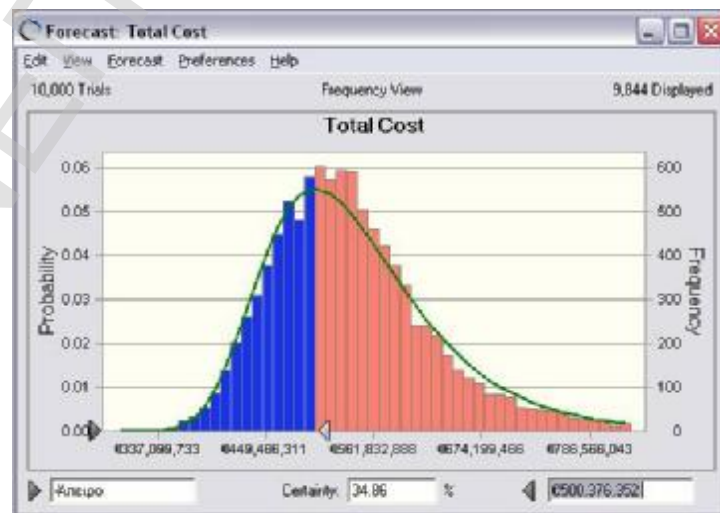 Forecast: Total Cost
Edit View Forecast Preferences Help
10,000 Trials Frequency View 9,844 Displayed
Total Cost
0.06 600
0.05 500
0.04 400
0.03 300
0.02 200
0.01 100
0.00 0
Probability
Frequency
€337,099,733 €449,466,311 €561,832,888 €674,199,466 €786,566,043
-Άπειρο Certainty: 34.86 % €500,376,352